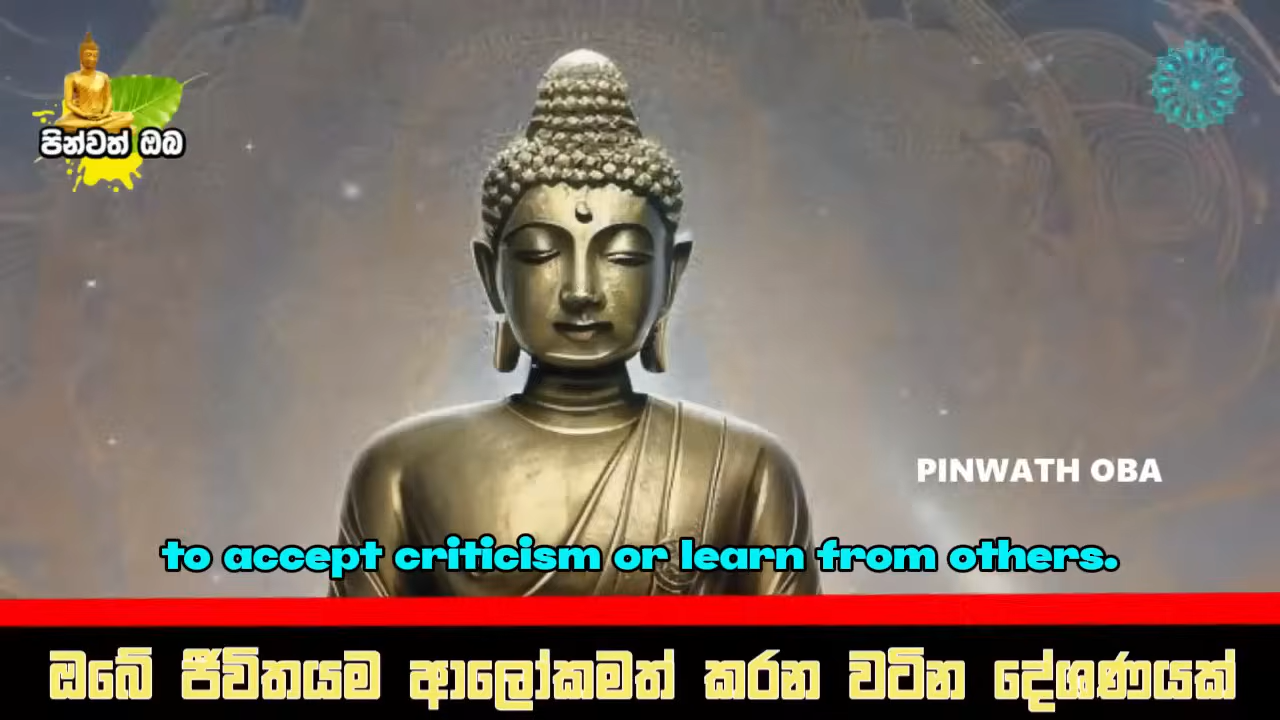 පින්වත් ඔබ
PINWATH OBA
to accept criticism or learn from others.
ඔබේ ජීවිතයම ආලෝකමත් කරන වටින දේශණයක්